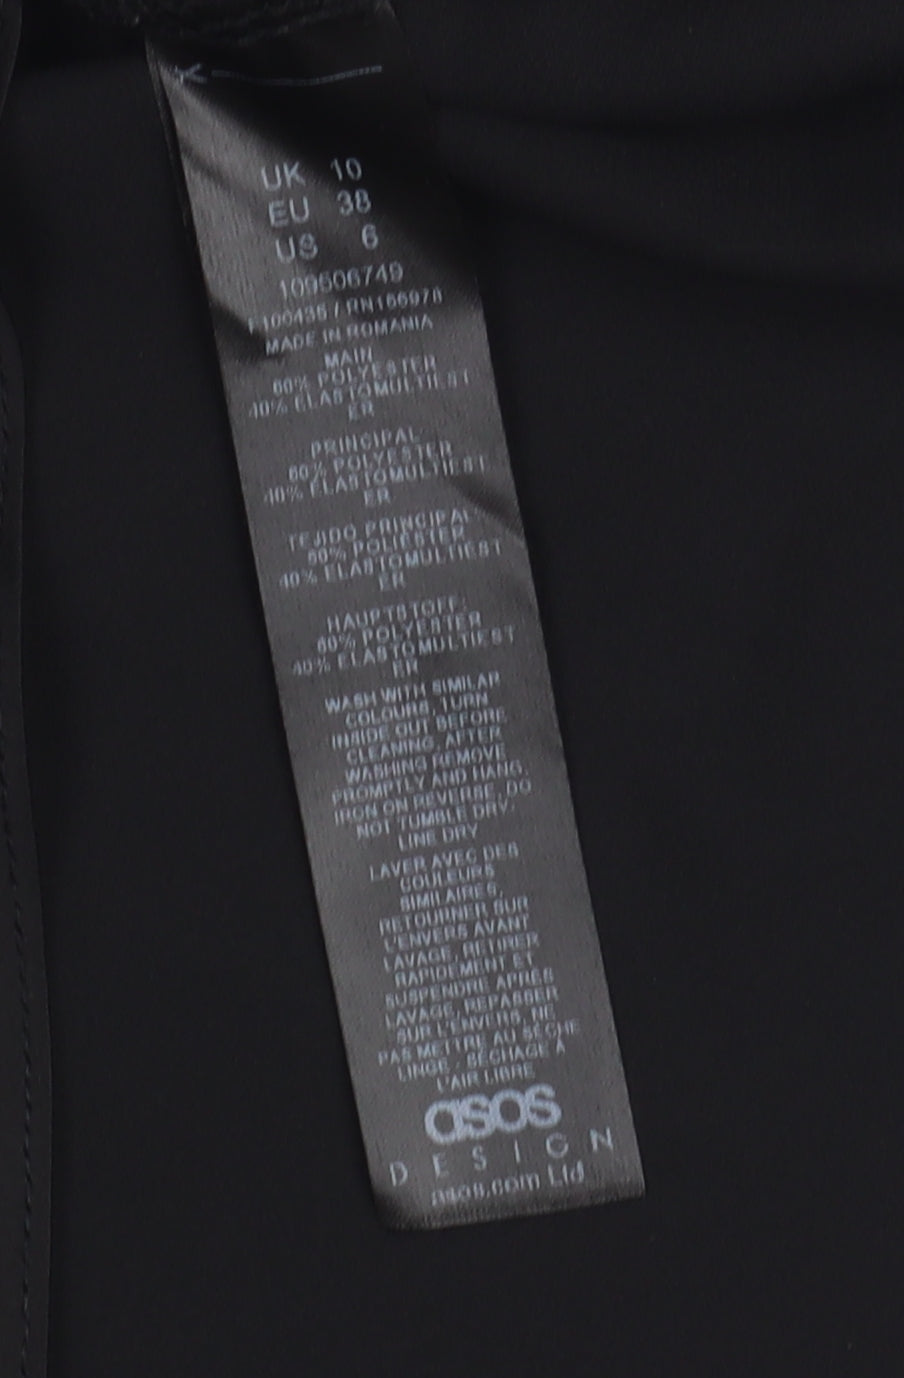 UK 10
EU 38
US 6
109506749
F100435 / RN156978
MADE IN ROMANIA
MAIN
60% POLYESTER
40% ELASTOMULTIEST
ER
PRINCIPAL
60% POLYESTER
40% ELASTOMULTIEST
ER
TEJIDO PRINCIPAL
60% POLIESTER
40% ELASTOMULTIEST
ER
HAUPTSTOFF,
60% POLYESTER
40% ELASTOMULTIEST
ER
WASH WITH SIMILAR
COLOURS, TURN
INSIDE OUT BEFORE
CLEANING, AFTER
WASHING REMOVE
PROMPTLY AND HANG,
IRON ON REVERSE, DO
NOT TUMBLE DRY,
LINE DRY
LAVER AVEC DES
COULEURS
SIMILAIRES,
RETOURNER SUR
L'ENVERS AVANT
LAVAGE, RETIRER
RAPIDEMENT ET
SUSPENDRE APRÈS
LAVAGE, REPASSER
SUR L'ENVERS, NE
PAS METTRE AU SÈCHE
LINGE , SÉCHAGE À
L'AIR LIBRE
asos
DESIGN
asos.com Ltd